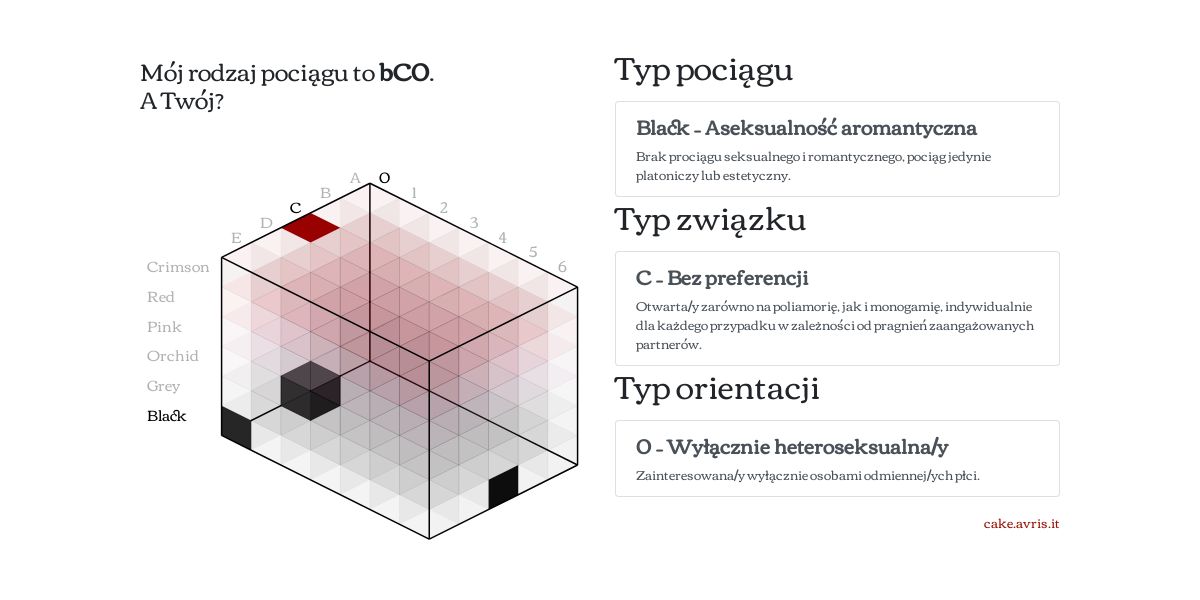 Mój rodzaj pociągu to bCO.
A Twój?
A O
B 1
C 2
D 3
E 4
5
6
Crimson
Red
Pink
Orchid
Grey
Black
Typ pociągu
Black - Aseksualność aromantyczna
Brak prociągu seksualnego i romantycznego, pociąg jedynie
platoniczy lub estetyczny.
Typ związku
C - Bez preferencji
Otwarta/y zarówno na poliamorię, jak i monogamię, indywidualnie
dla każdego przypadku w zależności od pragnień zaangażowanych
partnerów.
Typ orientacji
O - Wyłącznie heteroseksualna/y
Zainteresowana/y wyłącznie osobami odmiennej/ych płci.
cake.avris.it